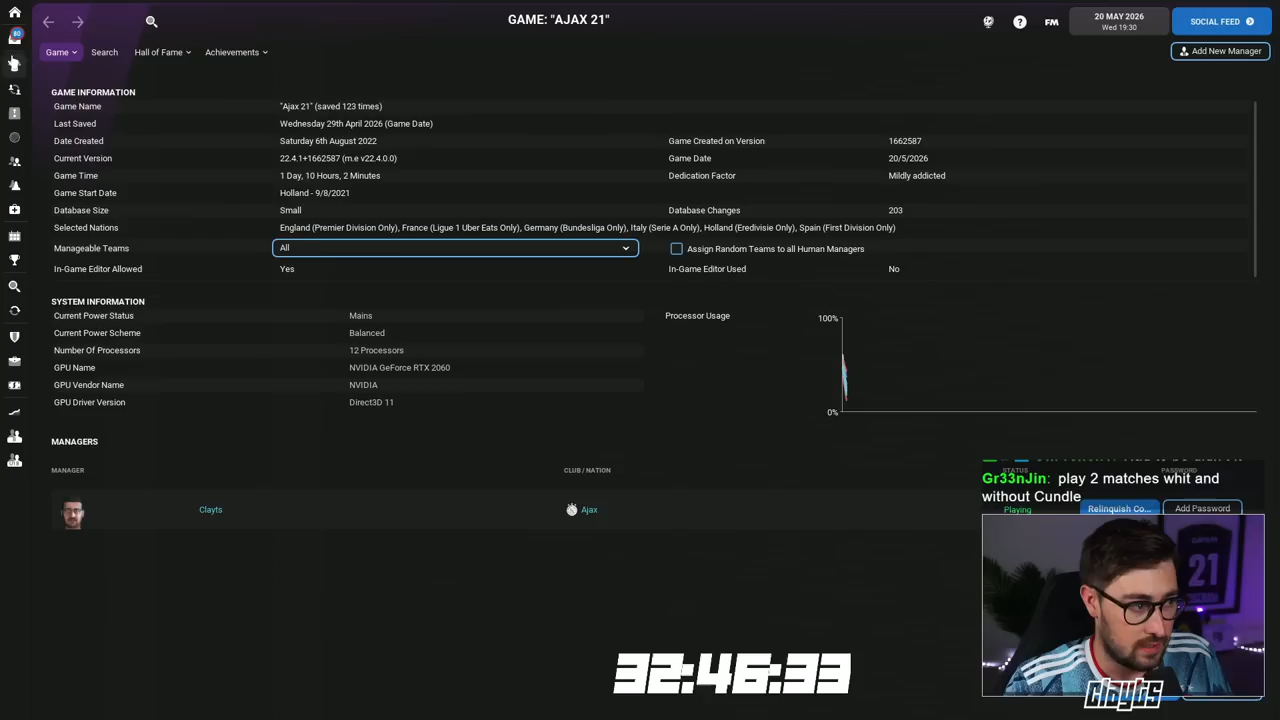 GAME: "AJAX 21"
80
FM
20 MAY 2026
Wed 19:30
SOCIAL FEED
Game
Search
Hall of Fame
Achievements
Add New Manager
GAME INFORMATION
Game Name "Ajax 21" (saved 123 times)
Last Saved Wednesday 29th April 2026 (Game Date)
Date Created Saturday 6th August 2022 Game Created on Version 1662587
Current Version 22.4.1+1662587 (m.e v22.4.0.0) Game Date 20/5/2026
Game Time 1 Day, 10 Hours, 2 Minutes Dedication Factor Mildly addicted
Game Start Date Holland - 9/8/2021
Database Size Small Database Changes 203
Selected Nations England (Premier Division Only), France (Ligue 1 Uber Eats Only), Germany (Bundesliga Only), Italy (Serie A Only), Holland (Eredivisie Only), Spain (First Division Only)
Manageable Teams All Assign Random Teams to all Human Managers
In-Game Editor Allowed Yes In-Game Editor Used No
SYSTEM INFORMATION
Current Power Status Mains Processor Usage 100%
Current Power Scheme Balanced
Number Of Processors 12 Processors
GPU Name NVIDIA GeForce RTX 2060
GPU Vendor Name NVIDIA
GPU Driver Version Direct3D 11
0%
MANAGERS
MANAGER CLUB / NATION STATUS PASSWORD
Gr33nJin: play 2 matches whit and
without Cundle
Clayts Ajax Playing Relinquish Co... Add Password
21
32:46:33
clayts